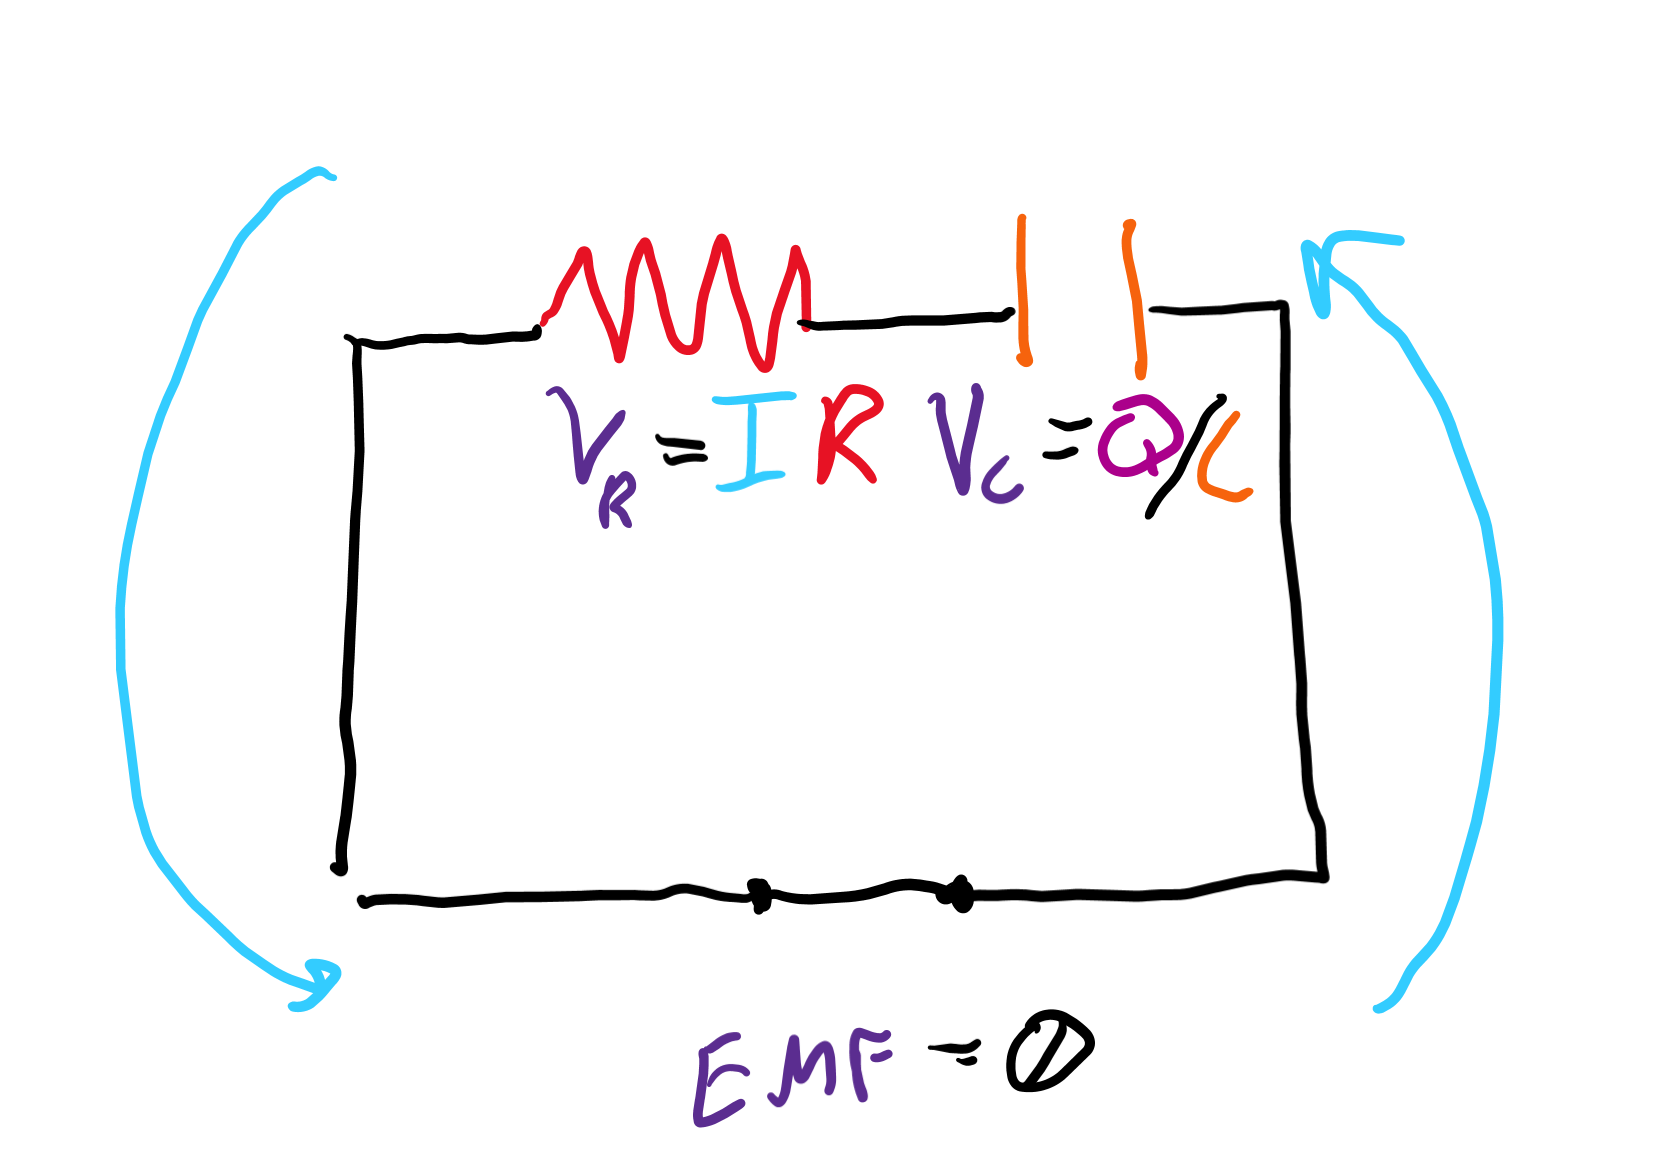 V_R = IR V_C = Q/C
EMF = 0